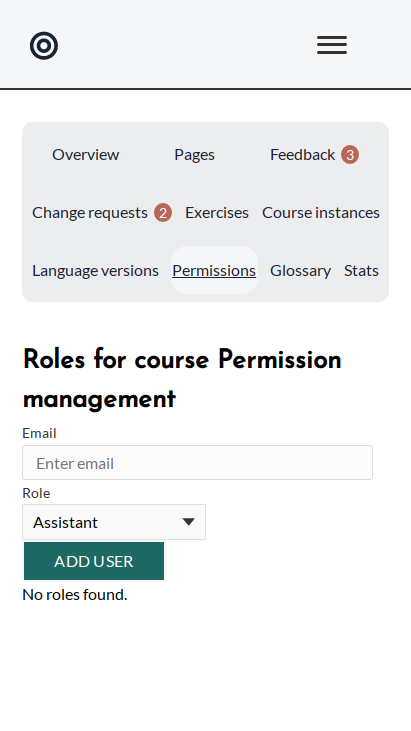 Overview Pages Feedback 3
Change requests 2 Exercises Course instances
Language versions Permissions Glossary Stats
Roles for course Permission
management
Email
Enter email
Role
Assistant
ADD USER
No roles found.